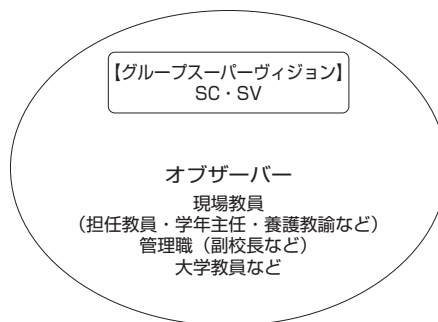 【グループスーパーヴィジョン】
SC・SV
オブザーバー
現場教員
(担任教員・学年主任・養護教諭など)
管理職(副校長など)
大学教員など